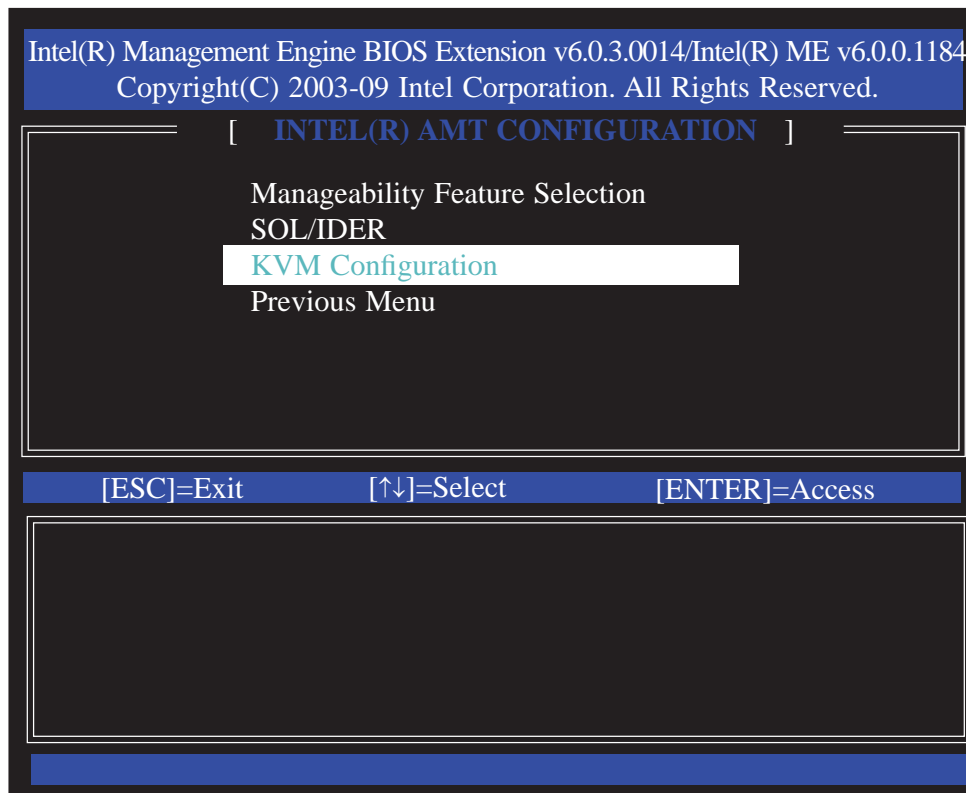 Intel(R) Management Engine BIOS Extension v6.0.3.0014/Intel(R) ME v6.0.0.1184
Copyright(C) 2003-09 Intel Corporation. All Rights Reserved.
[ INTEL(R) AMT CONFIGURATION ]
Manageability Feature Selection
SOL/IDER
KVM Configuration
Previous Menu
[ESC]=Exit [↑↓]=Select [ENTER]=Access